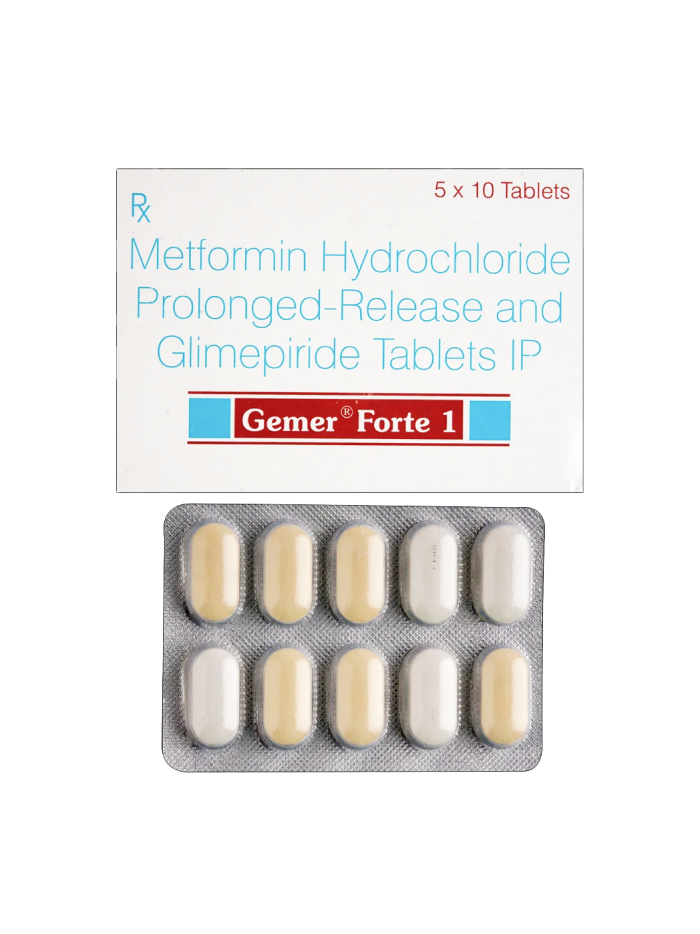 5 x 10 Tablets
Rx
Metformin Hydrochloride
Prolonged-Release and
Glimepiride Tablets IP
Gemer® Forte 1